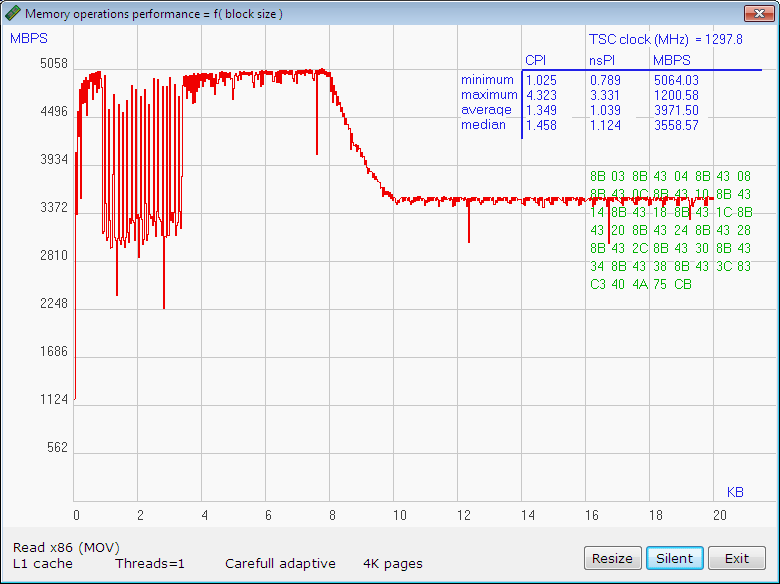 Memory operations performance = f( block size )
MBPS
TSC clock (MHz) = 1297.8
CPI nsPI MBPS
minimum 1.025 0.789 5064.03
maximum 4.323 3.331 1200.58
average 1.349 1.039 3971.50
median 1.458 1.124 3558.57
5058
4496
3934
3372
2810
2248
1686
1124
562
8B 03 8B 43 04 8B 43 08
8B 43 0C 8B 43 10 8B 43
14 8B 43 18 8B 43 1C 8B
43 20 8B 43 24 8B 43 28
8B 43 2C 8B 43 30 8B 43
34 8B 43 38 8B 43 3C 83
C3 40 4A 75 CB
KB
0 2 4 6 8 10 12 14 16 18 20
Read x86 (MOV)
L1 cache Threads=1 Carefull adaptive 4K pages
Resize Silent Exit